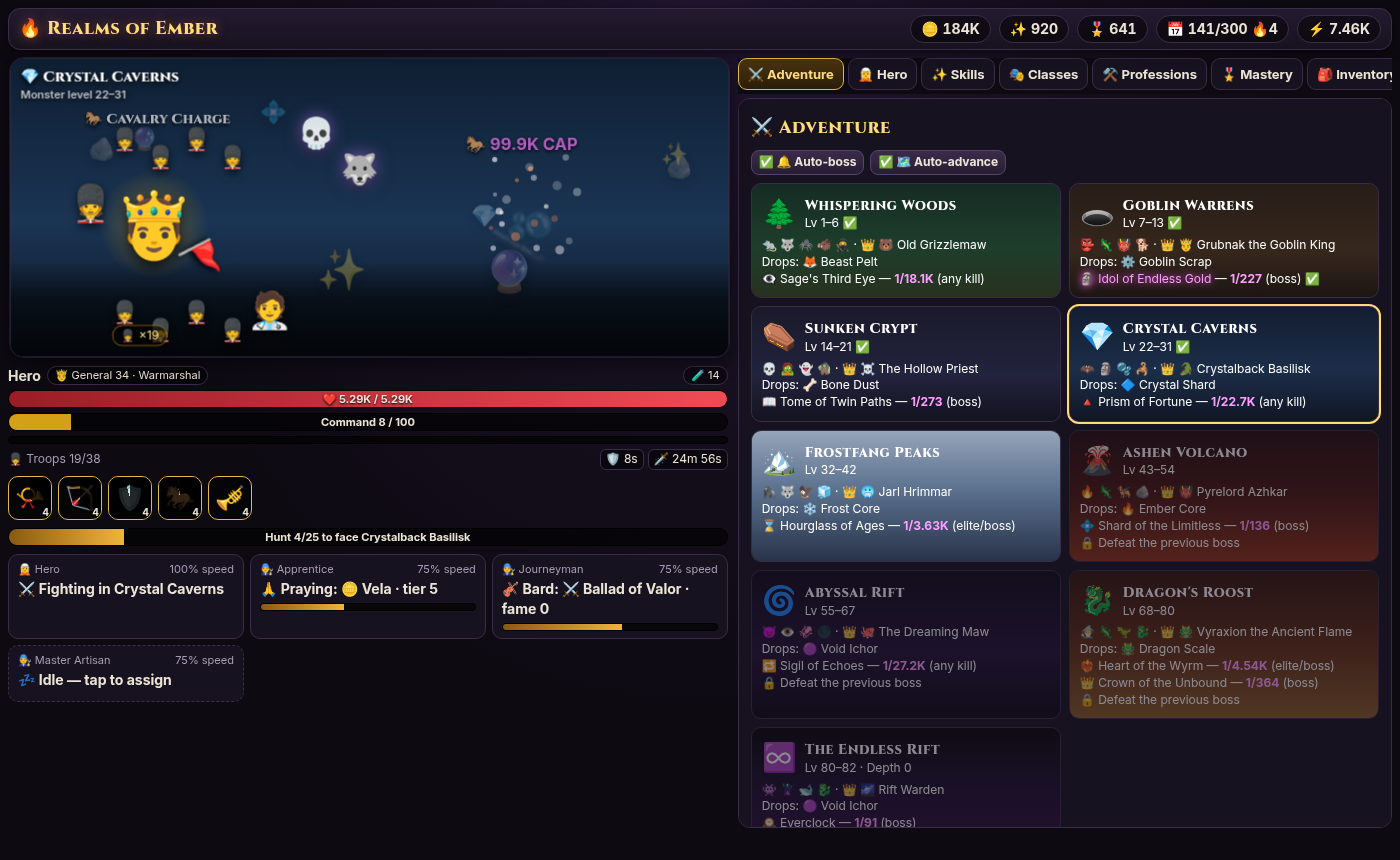 Realms of Ember
184K
920
641
141/300 🔥4
7.46K
Crystal Caverns
Monster level 22–31
Cavalry Charge
99.9K CAP
×19
Hero
General 34 · Warmarshal
14
5.29K / 5.29K
Command 8 / 100
Troops 19/38
8s
24m 56s
4
4
4
4
4
Hunt 4/25 to face Crystalback Basilisk
Hero
100% speed
Fighting in Crystal Caverns
Apprentice
75% speed
Praying: Vela · tier 5
Journeyman
75% speed
Bard: Ballad of Valor ·
fame 0
Master Artisan
75% speed
Idle — tap to assign
Adventure
Hero
Skills
Classes
Professions
Mastery
Inventory
Adventure
Auto-boss
Auto-advance
Whispering Woods
Lv 1–6
· Old Grizzlemaw
Drops: Beast Pelt
Sage's Third Eye — 1/18.1K (any kill)
Goblin Warrens
Lv 7–13
· Grubnak the Goblin King
Drops: Goblin Scrap
Idol of Endless Gold — 1/227 (boss)
Sunken Crypt
Lv 14–21
· The Hollow Priest
Drops: Bone Dust
Tome of Twin Paths — 1/273 (boss)
Crystal Caverns
Lv 22–31
· Crystalback Basilisk
Drops: Crystal Shard
Prism of Fortune — 1/22.7K (any kill)
Frostfang Peaks
Lv 32–42
· Jarl Hrimmar
Drops: Frost Core
Hourglass of Ages — 1/3.63K (elite/boss)
Ashen Volcano
Lv 43–54
· Pyrelord Azhkar
Drops: Ember Core
Shard of the Limitless — 1/136 (boss)
Defeat the previous boss
Abyssal Rift
Lv 55–67
· The Dreaming Maw
Drops: Void Ichor
Sigil of Echoes — 1/27.2K (any kill)
Defeat the previous boss
Dragon's Roost
Lv 68–80
· Vyraxion the Ancient Flame
Drops: Dragon Scale
Heart of the Wyrm — 1/4.54K (elite/boss)
Crown of the Unbound — 1/364 (boss)
Defeat the previous boss
The Endless Rift
Lv 80–82 · Depth 0
· Rift Warden
Drops: Void Ichor
Everclock — 1/91 (boss)